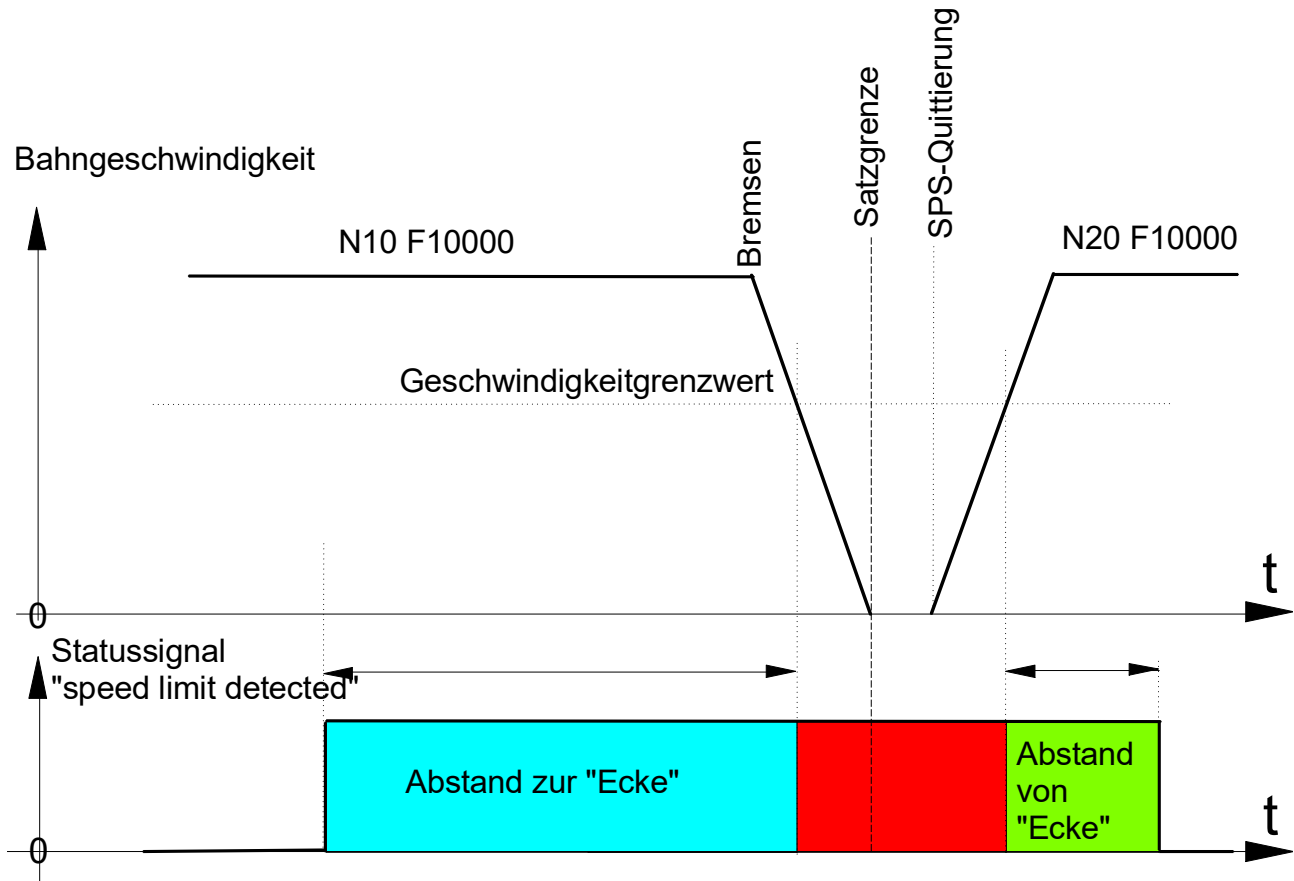 SPS-Quittierung
Satzgrenze
Bremsen
Bahngeschwindigkeit
N10 F10000
N20 F10000
Geschwindigkeitgrenzwert
t
0
Statussignal
"speed limit detected"
Abstand zur "Ecke"
Abstand
von
"Ecke"
t
0